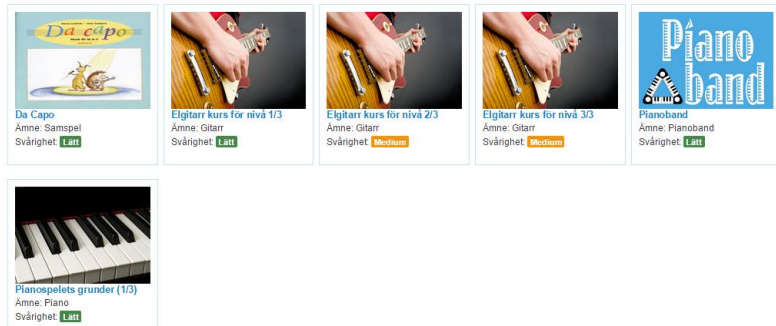 Da Capo
Da Capo
Ämne: Samspel
Svårighet: Lätt
Elgitarr kurs för nivå 1/3
Ämne: Gitarr
Svårighet: Lätt
Elgitarr kurs för nivå 2/3
Ämne: Gitarr
Svårighet: Medium
Elgitarr kurs för nivå 3/3
Ämne: Gitarr
Svårighet: Medium
Piano
band
Pianoband
Ämne: Pianoband
Svårighet: Lätt
Pianospelets grunder (1/3)
Ämne: Piano
Svårighet: Lätt